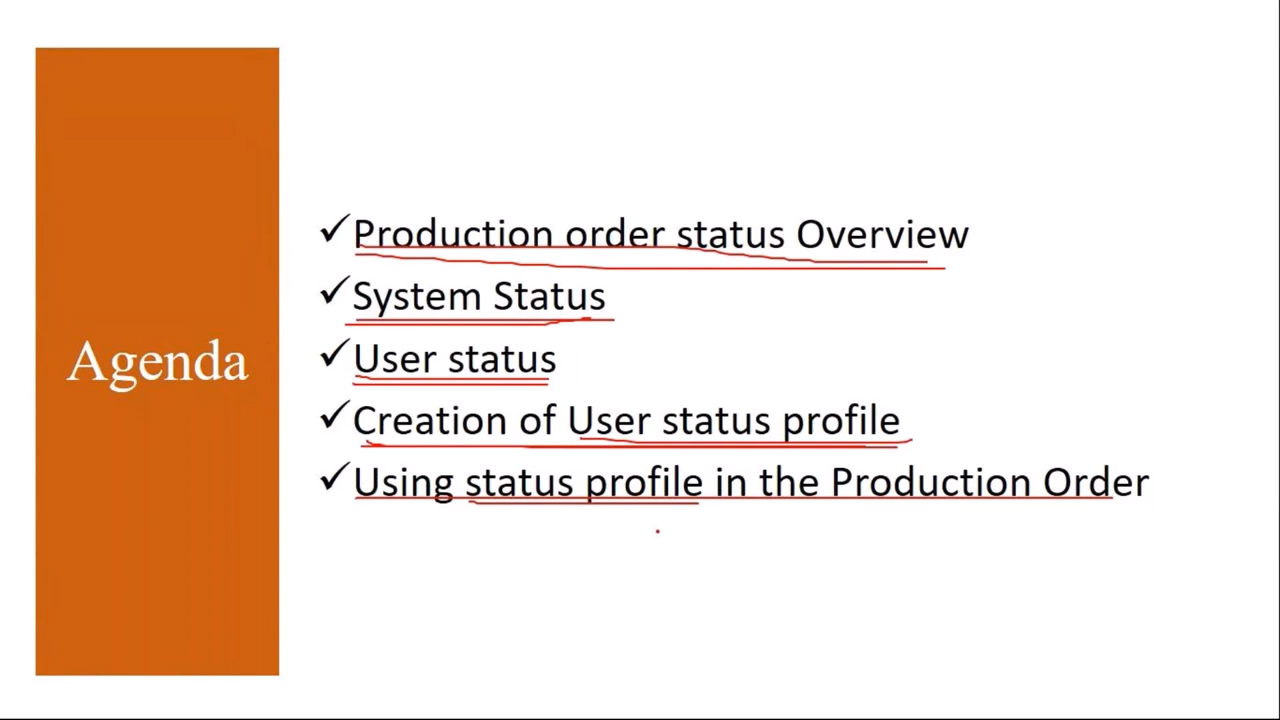 Agenda
✓Production order status Overview
✓System Status
✓User status
✓Creation of User status profile
✓Using status profile in the Production Order